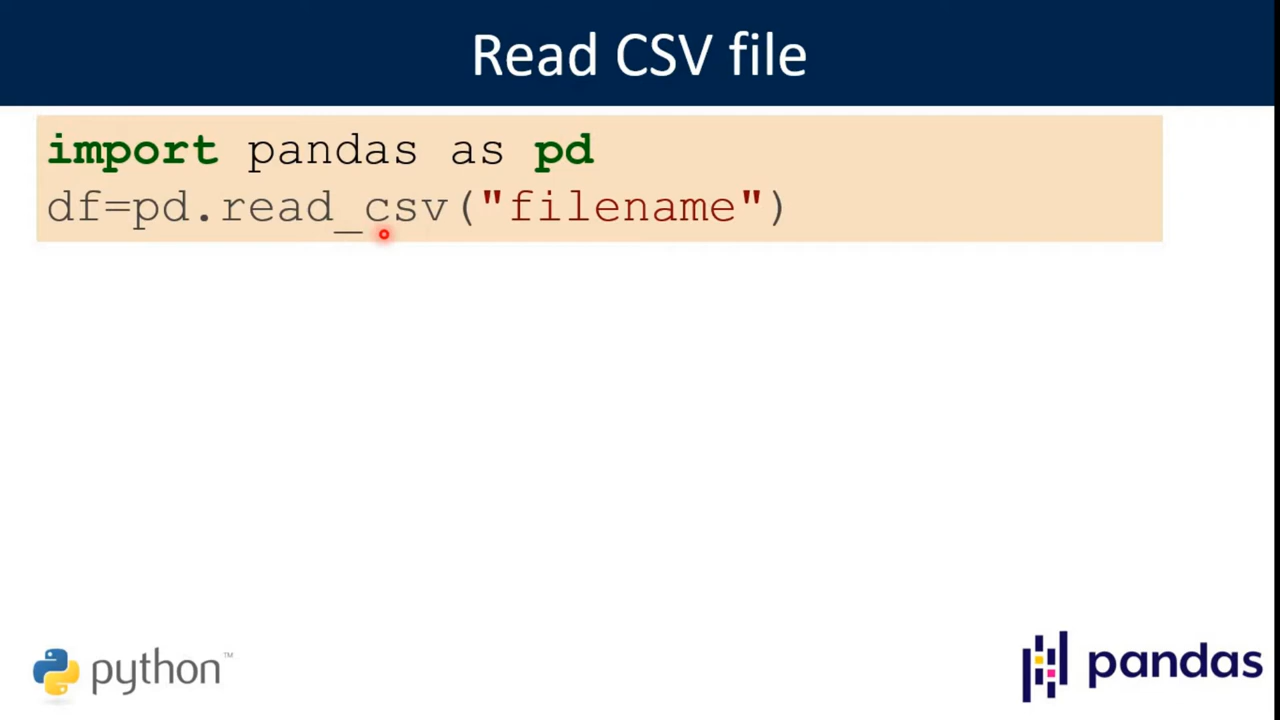 Read CSV file
import pandas as pd
df=pd.read_csv("filename")
python™
pandas